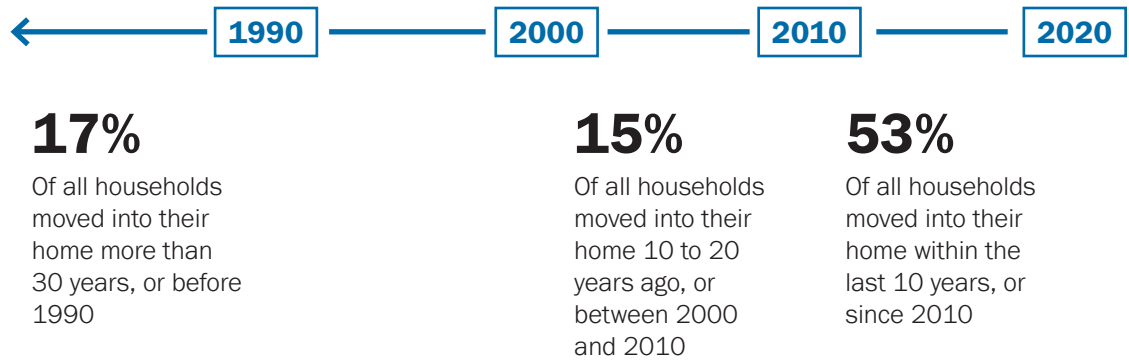 1990
2000
2010
2020
17%
Of all households
moved into their
home more than
30 years, or before
1990
15%
Of all households
moved into their
home 10 to 20
years ago, or
between 2000
and 2010
53%
Of all households
moved into their
home within the
last 10 years, or
since 2010